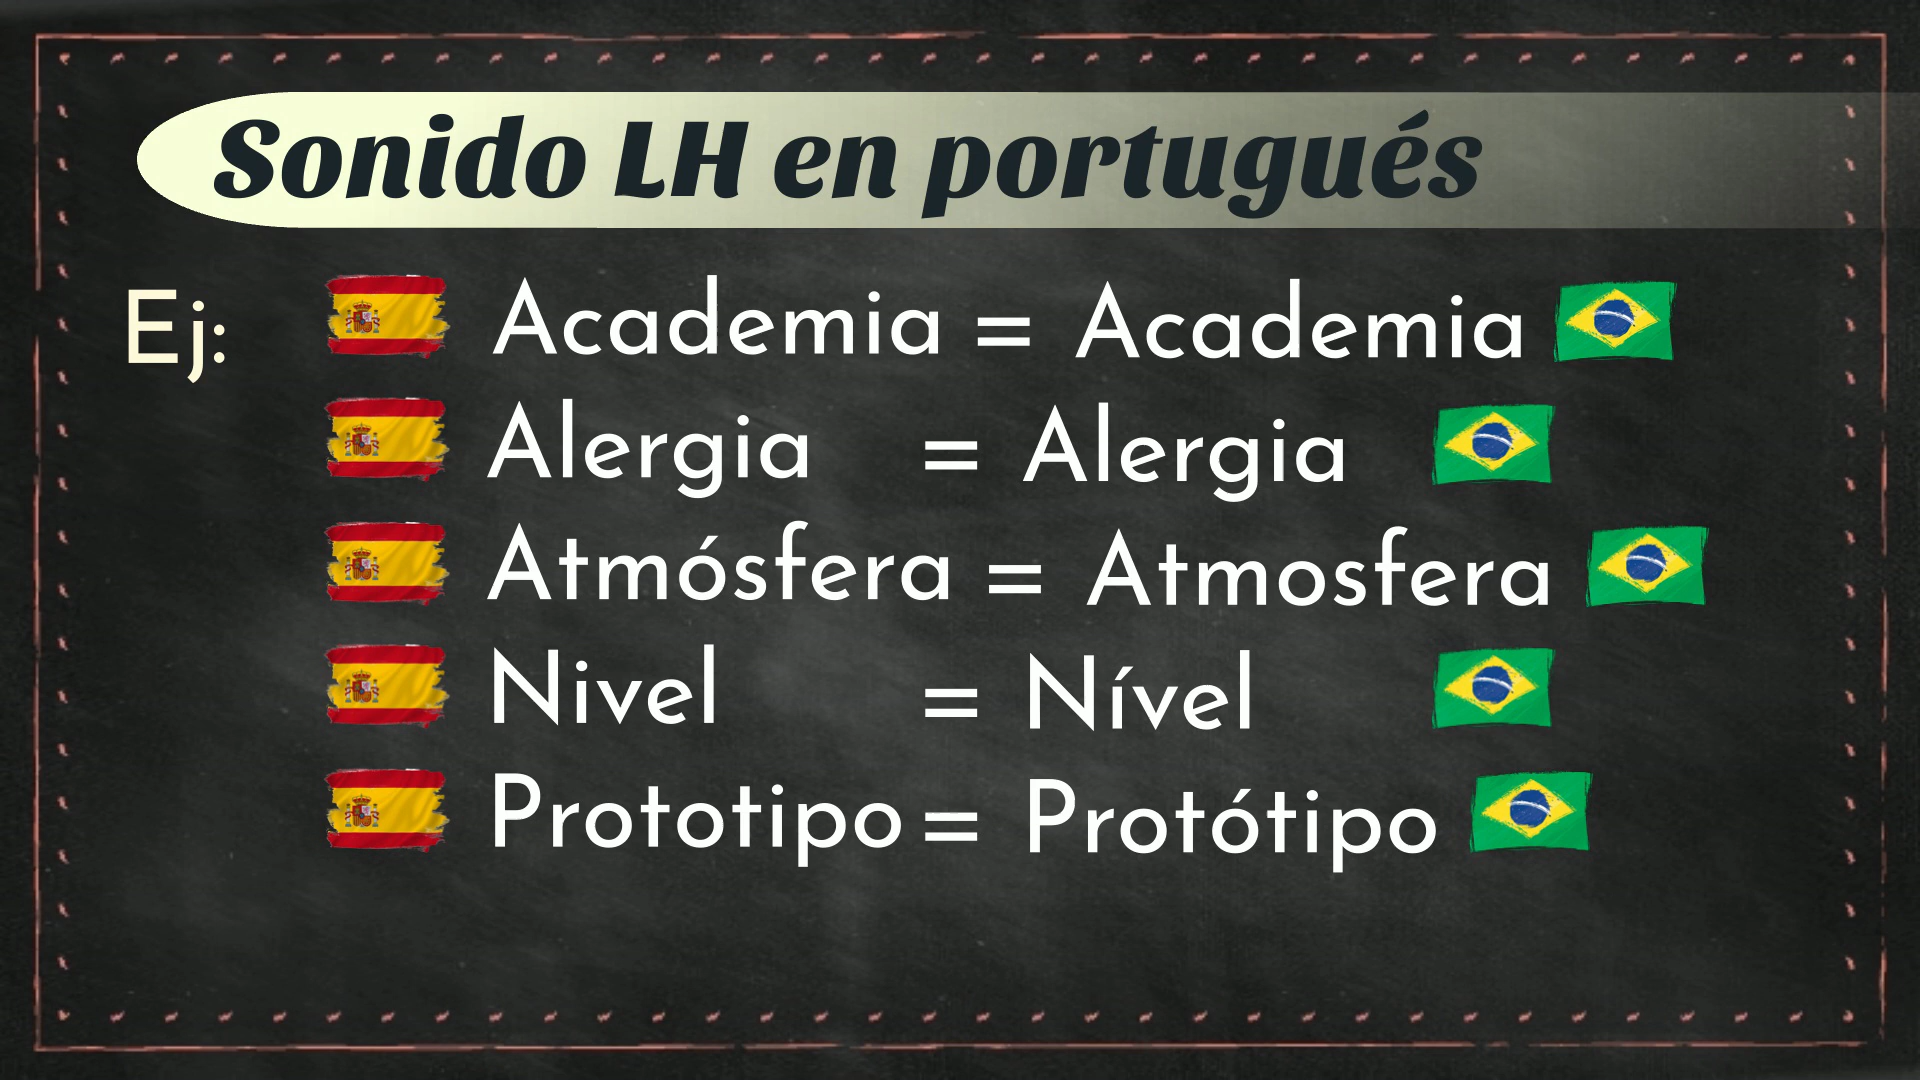 Sonido LH en portugués
Ej: Academia = Academia
Alergia = Alergia
Atmósfera = Atmosfera
Nivel = Nível
Prototipo = Protótipo